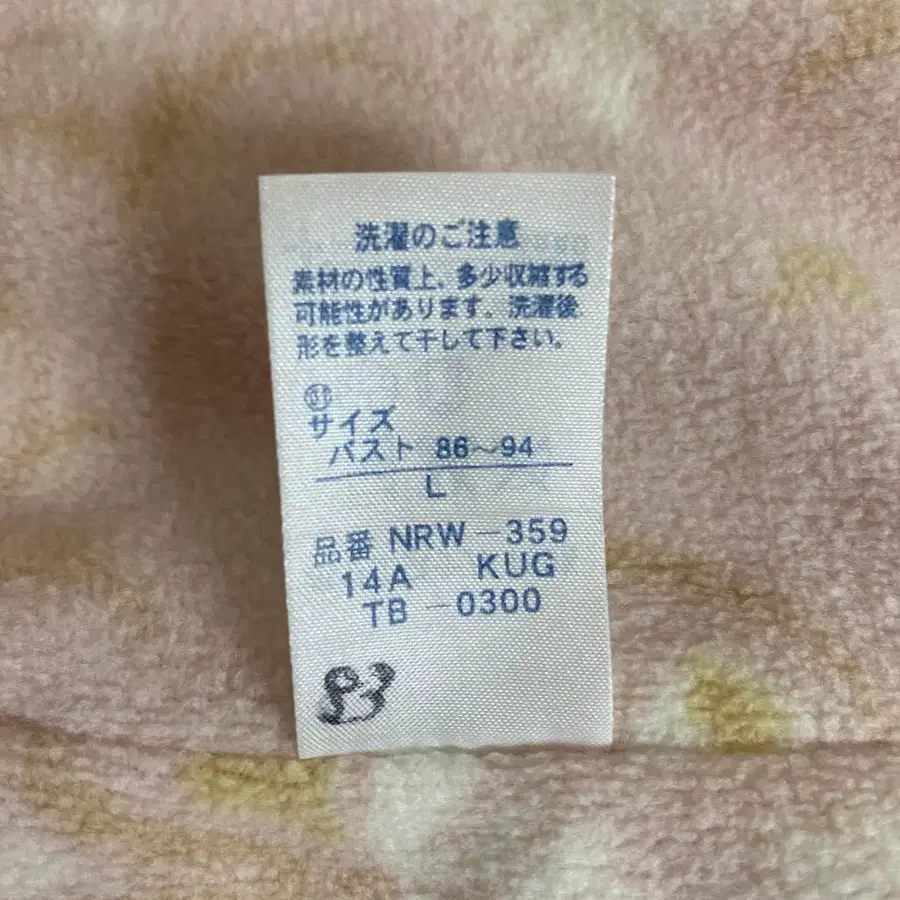 洗濯のご注意
素材の性質上、多少収縮する
可能性があります。洗濯後、
形を整えて干して下さい。
サイズ
バスト 86～94
L
品番 NRW-359
14A KUG
TB-0300